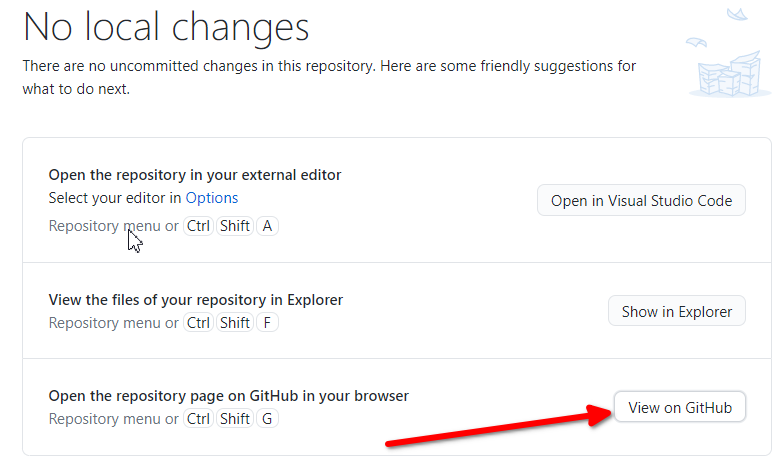 No local changes
There are no uncommitted changes in this repository. Here are some friendly suggestions for
what to do next.
Open the repository in your external editor
Select your editor in Options
Repository menu or Ctrl Shift A
Open in Visual Studio Code
View the files of your repository in Explorer
Repository menu or Ctrl Shift F
Show in Explorer
Open the repository page on GitHub in your browser
Repository menu or Ctrl Shift G
View on GitHub